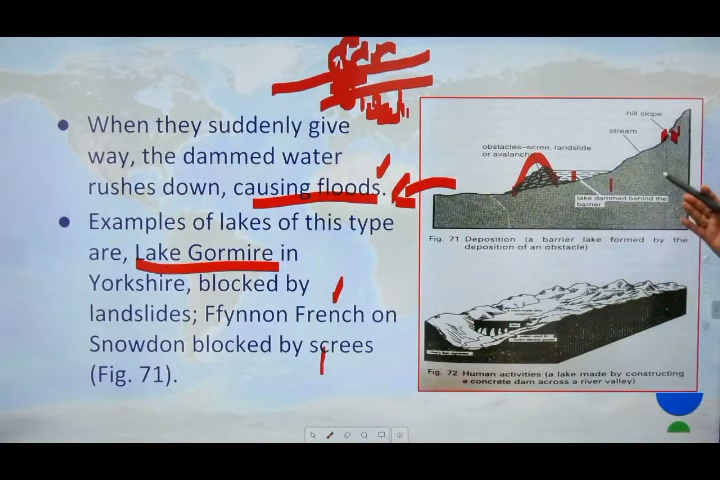 ● When they suddenly give
way, the dammed water
rushes down, causing floods.
● Examples of lakes of this type
are, Lake Gormire in
Yorkshire, blocked by
landslides; Ffynnon French on
Snowdon blocked by screes
(Fig. 71).
hill slope
stream
obstacles—scree, landslide
or avalanche
lake dammed behind the
barrier
Fig. 71 Deposition (a barrier lake formed by the
deposition of an obstacle)
Fig. 72 Human activities (a lake made by constructing
a concrete dam across a river valley)